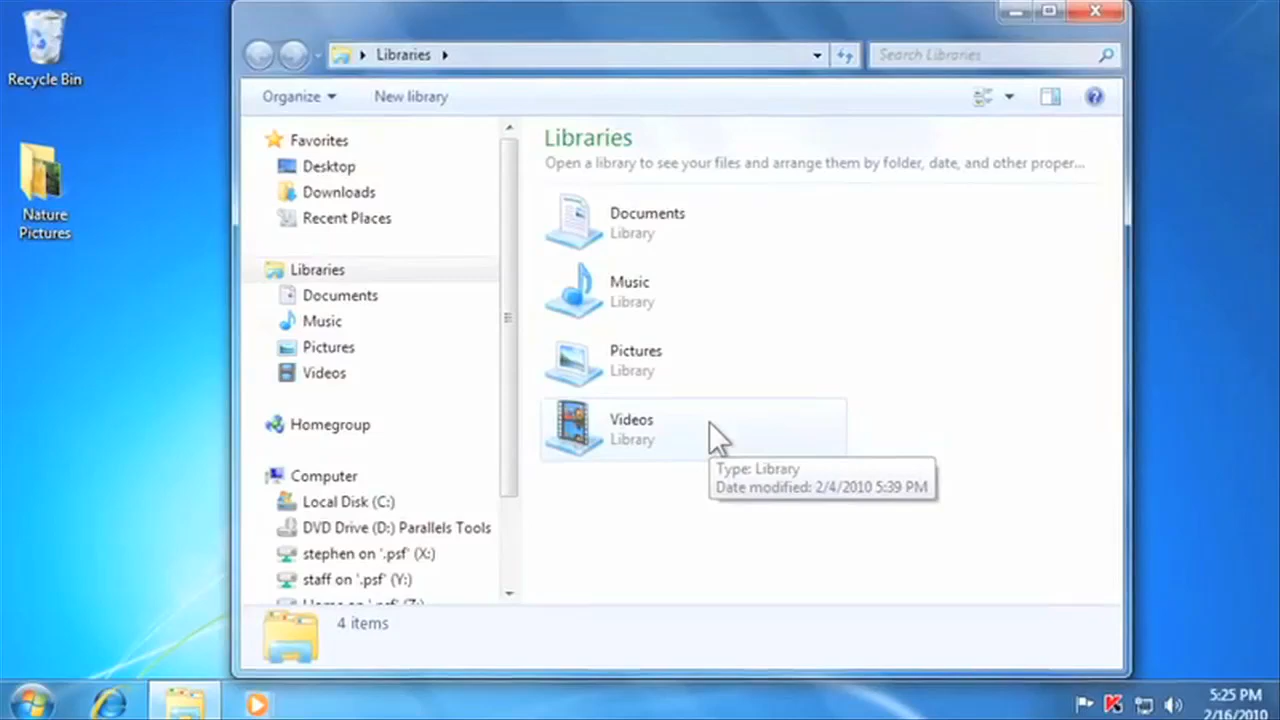 Recycle Bin
Nature
Pictures
Libraries
Search Libraries
Organize
New library
Favorites
Desktop
Downloads
Recent Places
Libraries
Documents
Music
Pictures
Videos
Homegroup
Computer
Local Disk (C:)
DVD Drive (D:) Parallels Tools
stephen on '.psf' (X:)
staff on '.psf' (Y:)
Home on '.psf' (Z:)
Libraries
Open a library to see your files and arrange them by folder, date, and other proper...
Documents
Library
Music
Library
Pictures
Library
Videos
Library
Type: Library
Date modified: 2/4/2010 5:39 PM
4 items
5:25 PM
2/16/2010